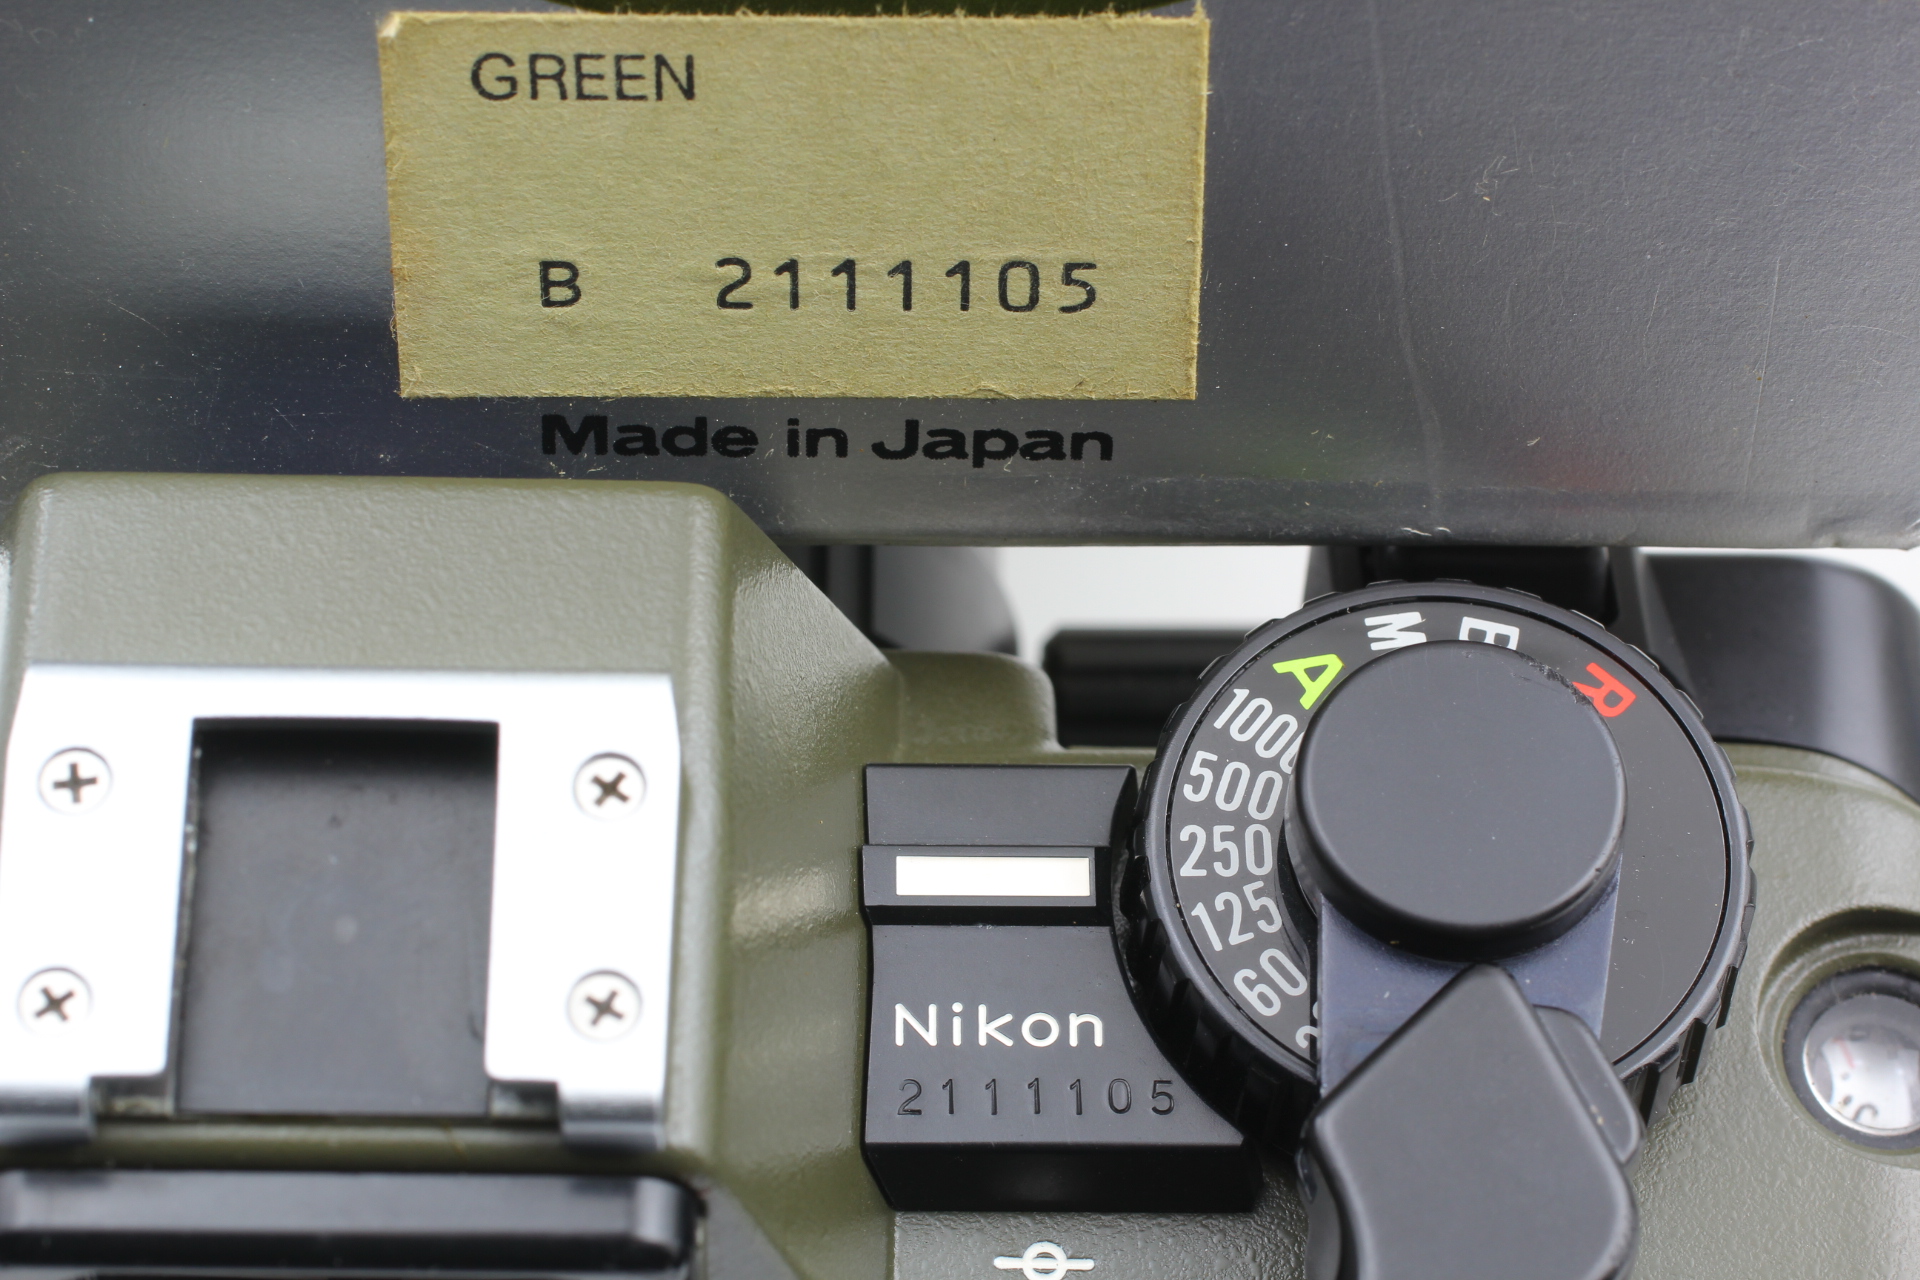 GREEN
B 2111105
Made in Japan
R
E
M
A
1000
500
250
125
60
Nikon
2111105